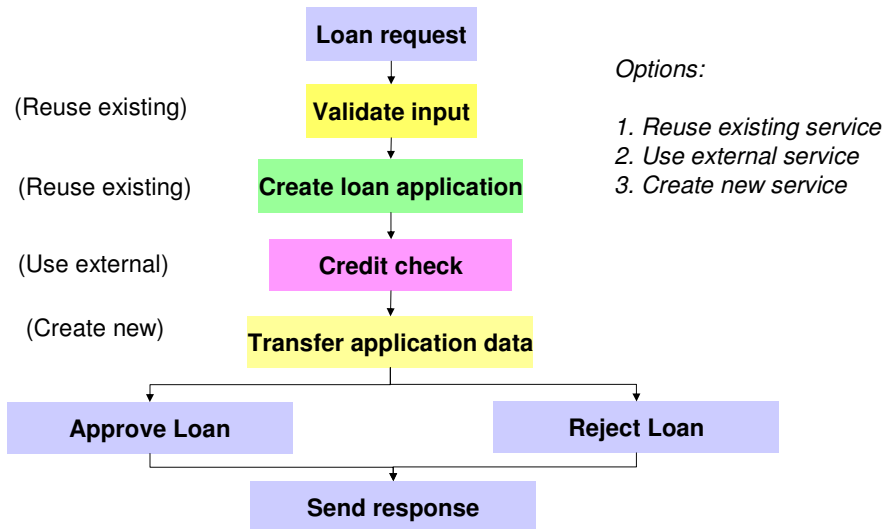 Loan request
Options:
(Reuse existing)
Validate input
1. Reuse existing service
2. Use external service
3. Create new service
(Reuse existing)
Create loan application
(Use external)
Credit check
(Create new)
Transfer application data
Approve Loan
Reject Loan
Send response